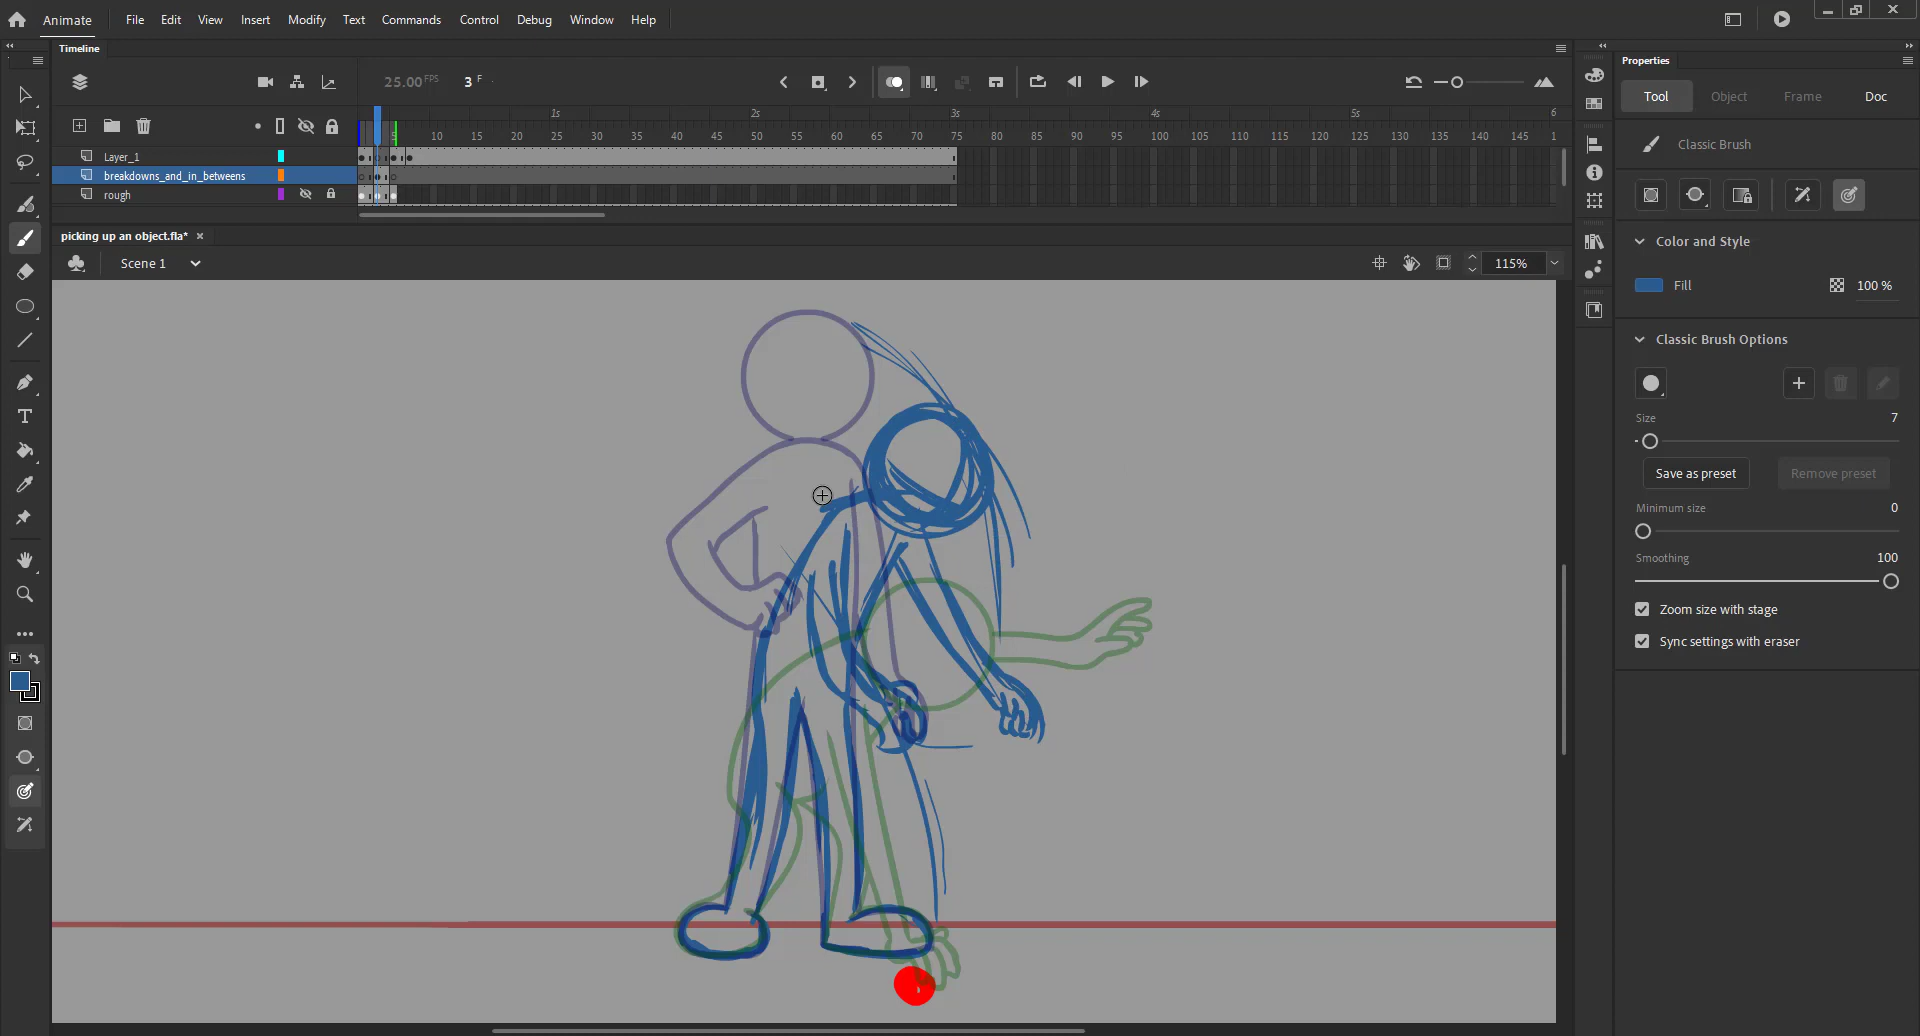 Animate File Edit View Insert Modify Text Commands Control Debug Window Help
Timeline
25.00 FPS 3 F
1s 2s 3s 4s 5s 6
5 10 15 20 25 30 35 40 45 50 55 60 65 70 75 80 85 90 95 100 105 110 115 120 125 130 135 140 145 1
Layer_1
breakdowns_and_in_betweens
rough
picking up an object.fla*
Scene 1
115%
Properties
Tool Object Frame Doc
Classic Brush
Color and Style
Fill 100 %
Classic Brush Options
Size 7
Save as preset Remove preset
Minimum size 0
Smoothing 100
Zoom size with stage
Sync settings with eraser